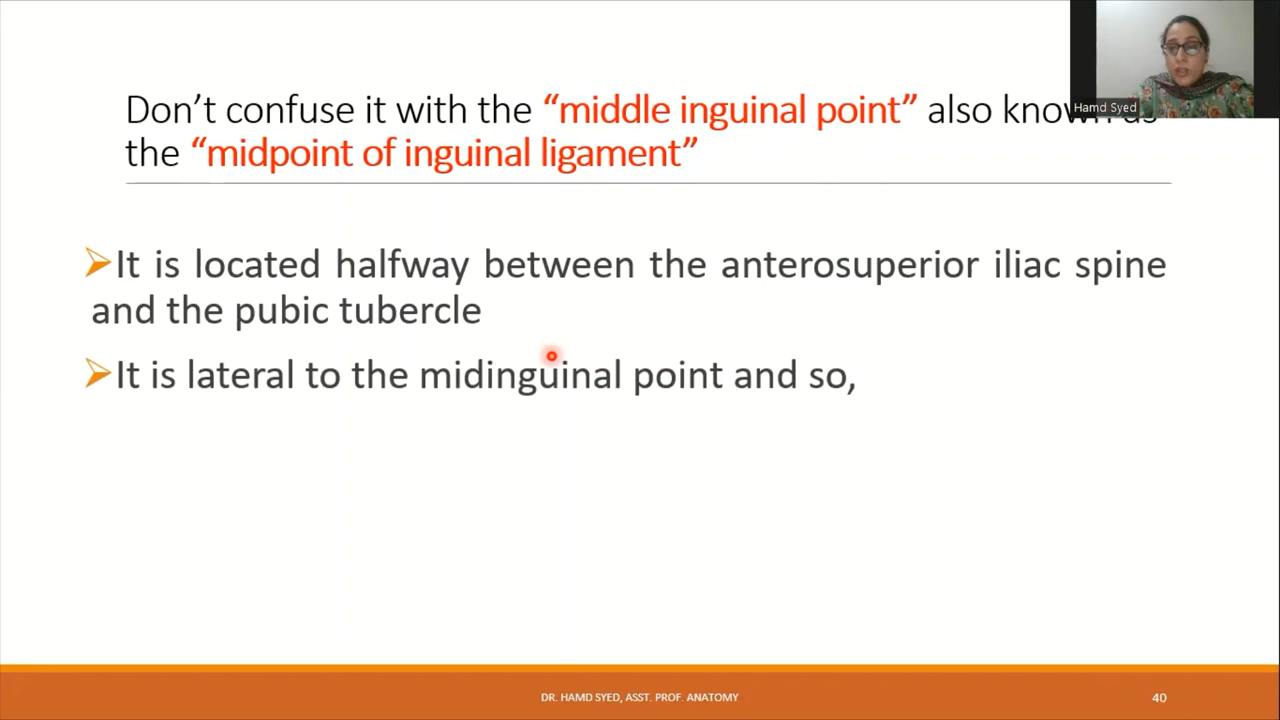 Don't confuse it with the “middle inguinal point” also known as
the “midpoint of inguinal ligament”
Hamd Syed
➢It is located halfway between the anterosuperior iliac spine
and the pubic tubercle
➢It is lateral to the midinguinal point and so,
DR. HAMD SYED, ASST. PROF. ANATOMY
40